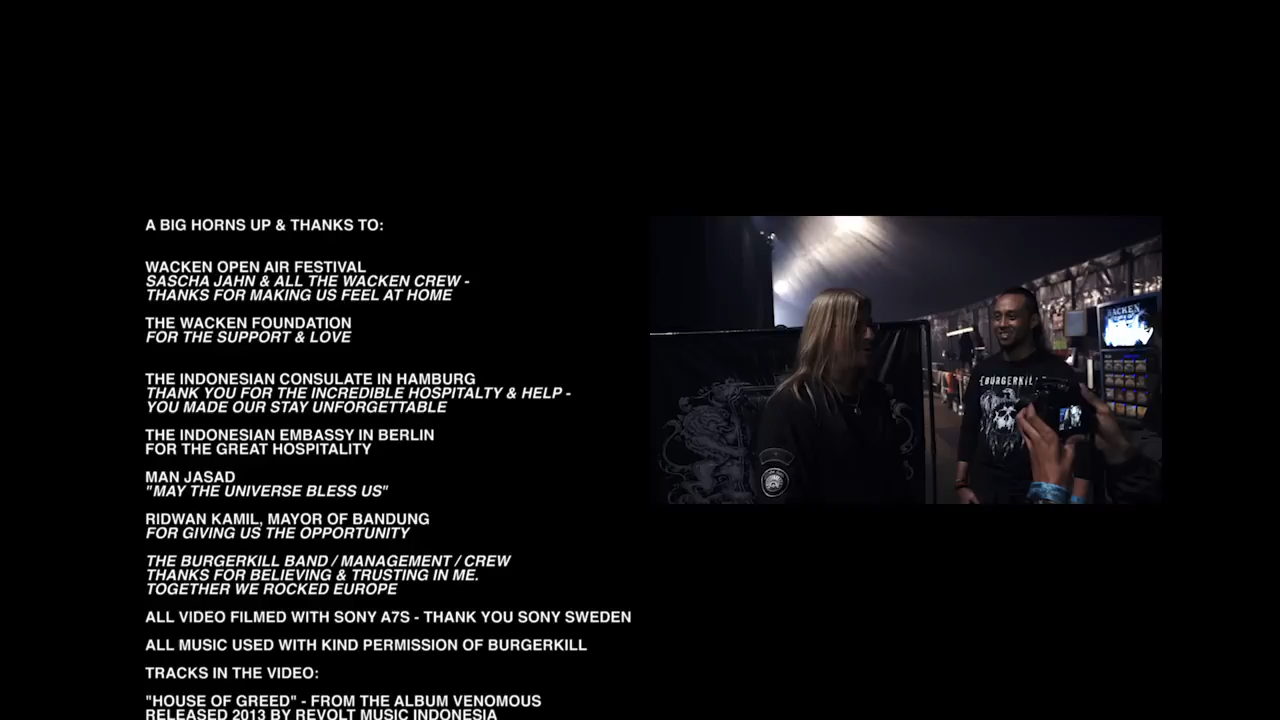 A BIG HORNS UP & THANKS TO:
WACKEN OPEN AIR FESTIVAL
SASCHA JAHN & ALL THE WACKEN CREW -
THANKS FOR MAKING US FEEL AT HOME
THE WACKEN FOUNDATION
FOR THE SUPPORT & LOVE
THE INDONESIAN CONSULATE IN HAMBURG
THANK YOU FOR THE INCREDIBLE HOSPITALTY & HELP -
YOU MADE OUR STAY UNFORGETTABLE
THE INDONESIAN EMBASSY IN BERLIN
FOR THE GREAT HOSPITALITY
MAN JASAD
"MAY THE UNIVERSE BLESS US"
RIDWAN KAMIL, MAYOR OF BANDUNG
FOR GIVING US THE OPPORTUNITY
THE BURGERKILL BAND / MANAGEMENT / CREW
THANKS FOR BELIEVING & TRUSTING IN ME.
TOGETHER WE ROCKED EUROPE
ALL VIDEO FILMED WITH SONY A7S - THANK YOU SONY SWEDEN
ALL MUSIC USED WITH KIND PERMISSION OF BURGERKILL
TRACKS IN THE VIDEO:
"HOUSE OF GREED" - FROM THE ALBUM VENOMOUS
RELEASED 2013 BY REVOLT MUSIC INDONESIA
WACKEN
BURGERKILL